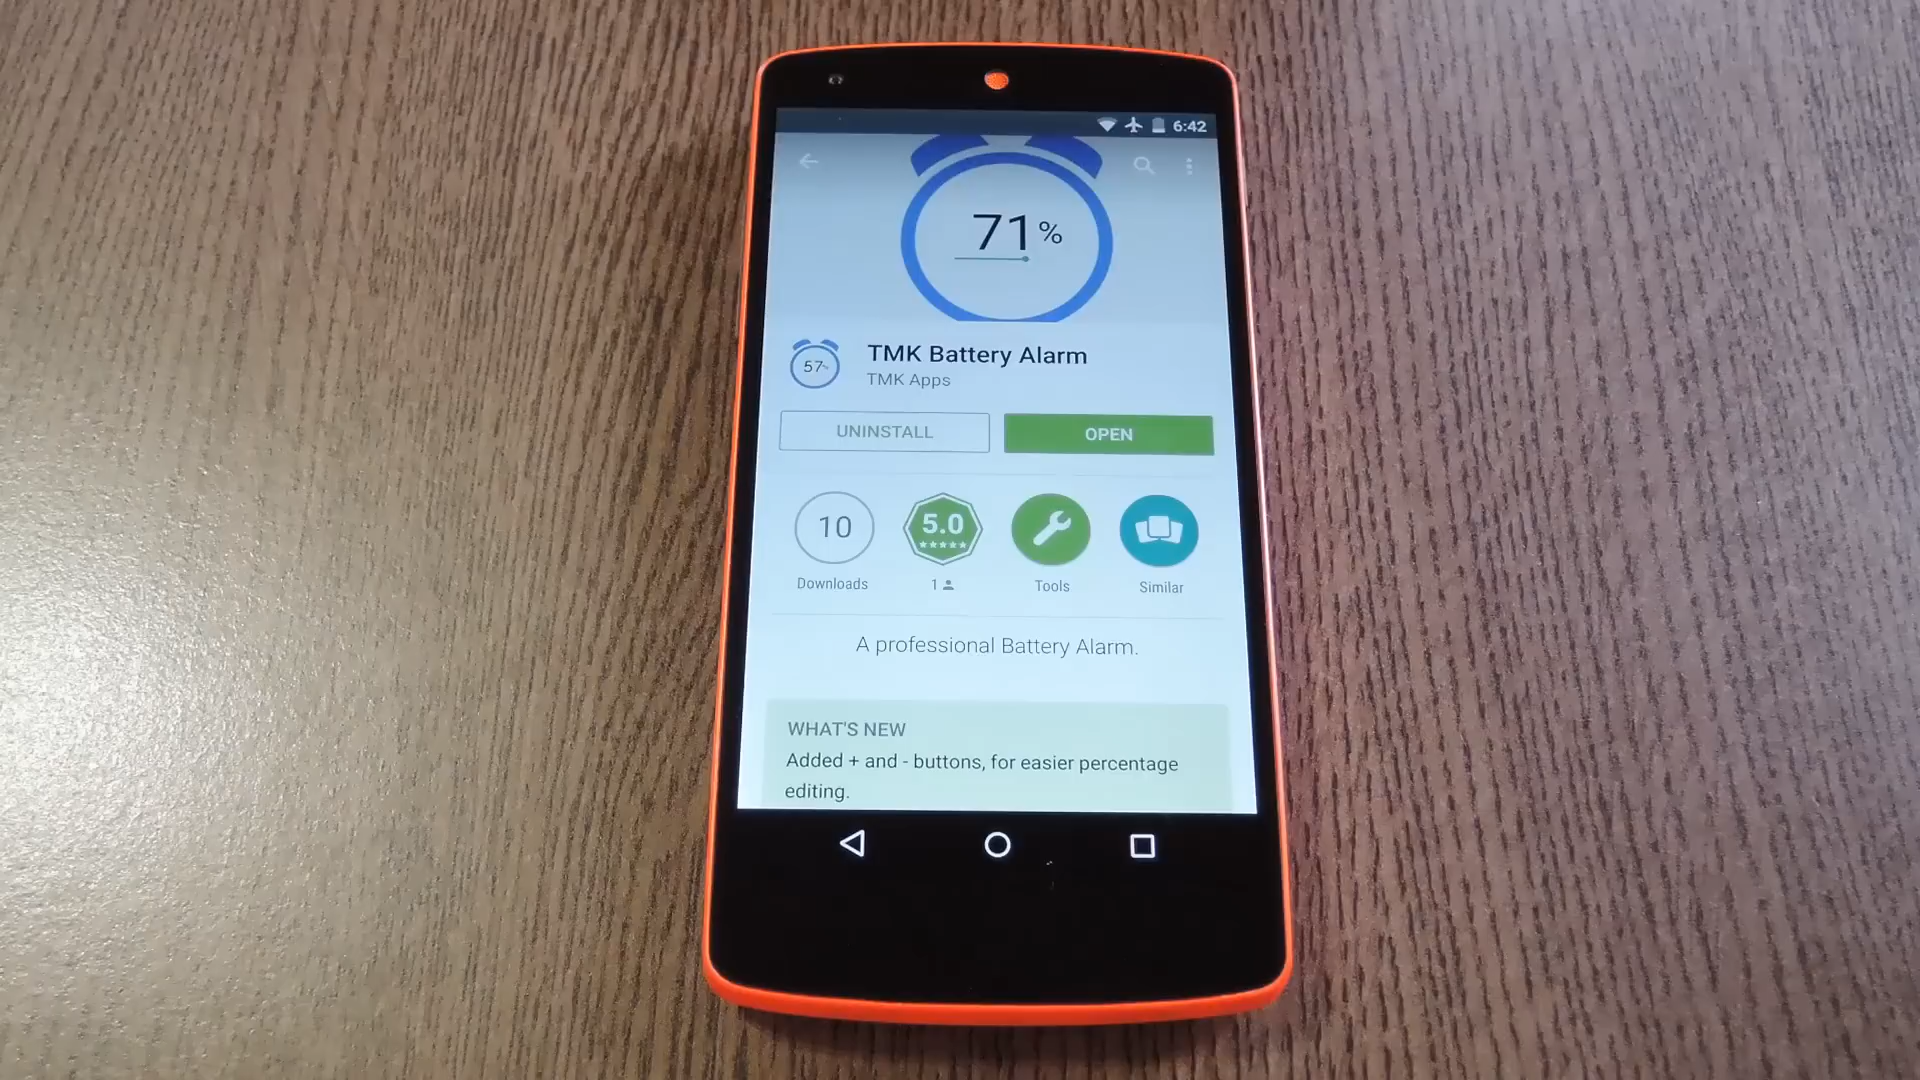 6:42
71%
57%
TMK Battery Alarm
TMK Apps
UNINSTALL
OPEN
10
5.0
Downloads
1
Tools
Similar
A professional Battery Alarm.
WHAT'S NEW
Added + and - buttons, for easier percentage
editing.